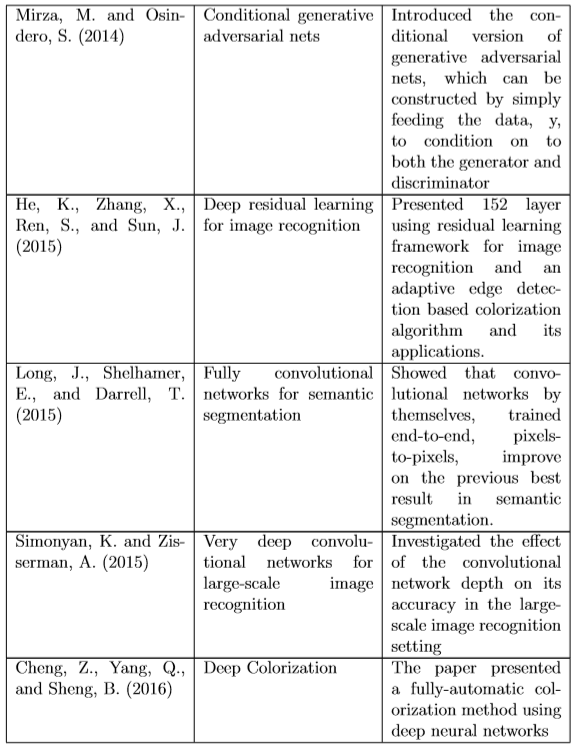 Mirza, M. and Osin-
dero, S. (2014)
Conditional generative
adversarial nets
Introduced the con-
ditional version of
generative adversarial
nets, which can be
constructed by simply
feeding the data, y,
to condition on to
both the generator and
discriminator
He, K., Zhang, X.,
Ren, S., and Sun, J.
(2015)
Deep residual learning
for image recognition
Presented 152 layer
using residual learning
framework for image
recognition and an
adaptive edge detec-
tion based colorization
algorithm and its
applications.
Long, J., Shelhamer,
E., and Darrell, T.
(2015)
Fully convolutional
networks for semantic
segmentation
Showed that convo-
lutional networks by
themselves, trained
end-to-end, pixels-
to-pixels, improve
on the previous best
result in semantic
segmentation.
Simonyan, K. and Zis-
serman, A. (2015)
Very deep convolu-
tional networks for
large-scale image
recognition
Investigated the effect
of the convolutional
network depth on its
accuracy in the large-
scale image recognition
setting
Cheng, Z., Yang, Q.,
and Sheng, B. (2016)
Deep Colorization
The paper presented
a fully-automatic col-
orization method using
deep neural networks